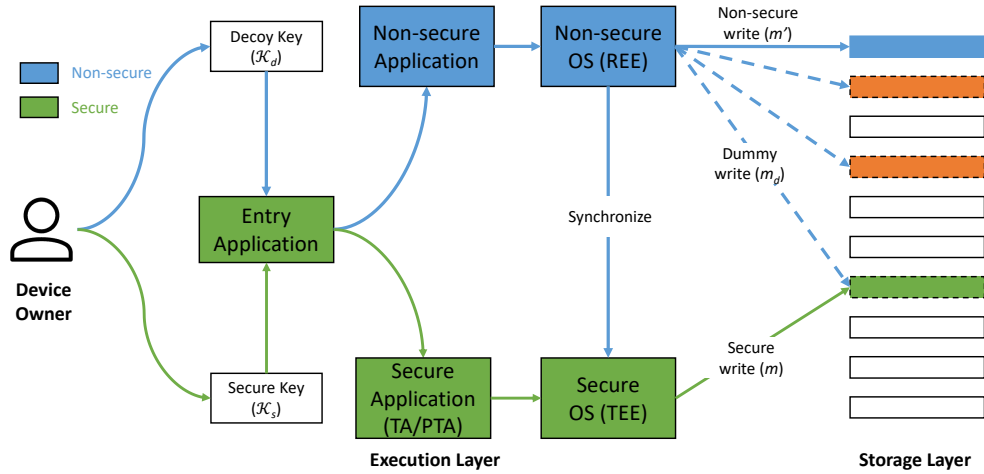 Non-secure
Secure
Device
Owner
Decoy Key
(𝒦d)
Entry
Application
Secure Key
(𝒦s)
Non-secure
Application
Secure
Application
(TA/PTA)
Execution Layer
Non-secure
OS (REE)
Synchronize
Secure
OS (TEE)
Non-secure
write (m')
Dummy
write (md)
Secure
write (m)
Storage Layer